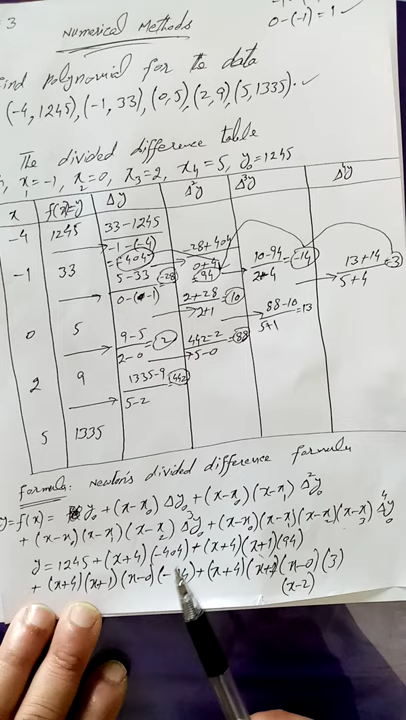 3
0-(-1) = 1 ✓
Numerical Methods
find Polynomial for the data
(-4, 1245), (-1, 33), (0, 5), (2, 9), (5, 1335). ✓
The divided difference table
x₁=-1, x₂=0, x₃=2, x₄=5, y₀=1245
x f(x)=y Δy Δ²y Δ³y Δ⁴y
-4 1245 33-1245
-1-(-4) = -404 -28+404
0+4 = 94
-1 33 5-33
0-(-1) = -28 10-94
2+4 = -14 13+14
5+4 = 3
2+28
2+1 = 10 88-10
5+1 = 13
0 5 9-5
2-0 = 2 442-2
5-0 = 88
2 9 1335-9
5-2 = 442
5 1335
formula: Newton's divided difference formula
y=f(x) = y₀ + (x-x₀) Δy₀ + (x-x₀)(x-x₁) Δ²y₀
+ (x-x₀)(x-x₁)(x-x₂) Δ³y₀ + (x-x₀)(x-x₁)(x-x₂)(x-x₃) Δ⁴y₀
y = 1245 + (x+4)(-404) + (x+4)(x+1)(94)
+ (x+4)(x+1)(x-0)(-14) + (x+4)(x+1)(x-0)(3)
(x-2)